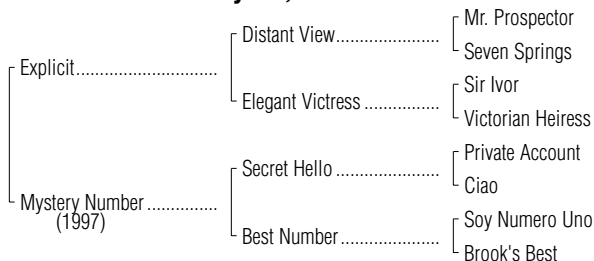 Mr. Prospector
Distant View....................
Seven Springs
Explicit............................
Sir Ivor
Elegant Victress ..............
Victorian Heiress
Private Account
Secret Hello ...................
Ciao
Mystery Number .............
(1997)
Soy Numero Uno
Best Number..................
Brook's Best